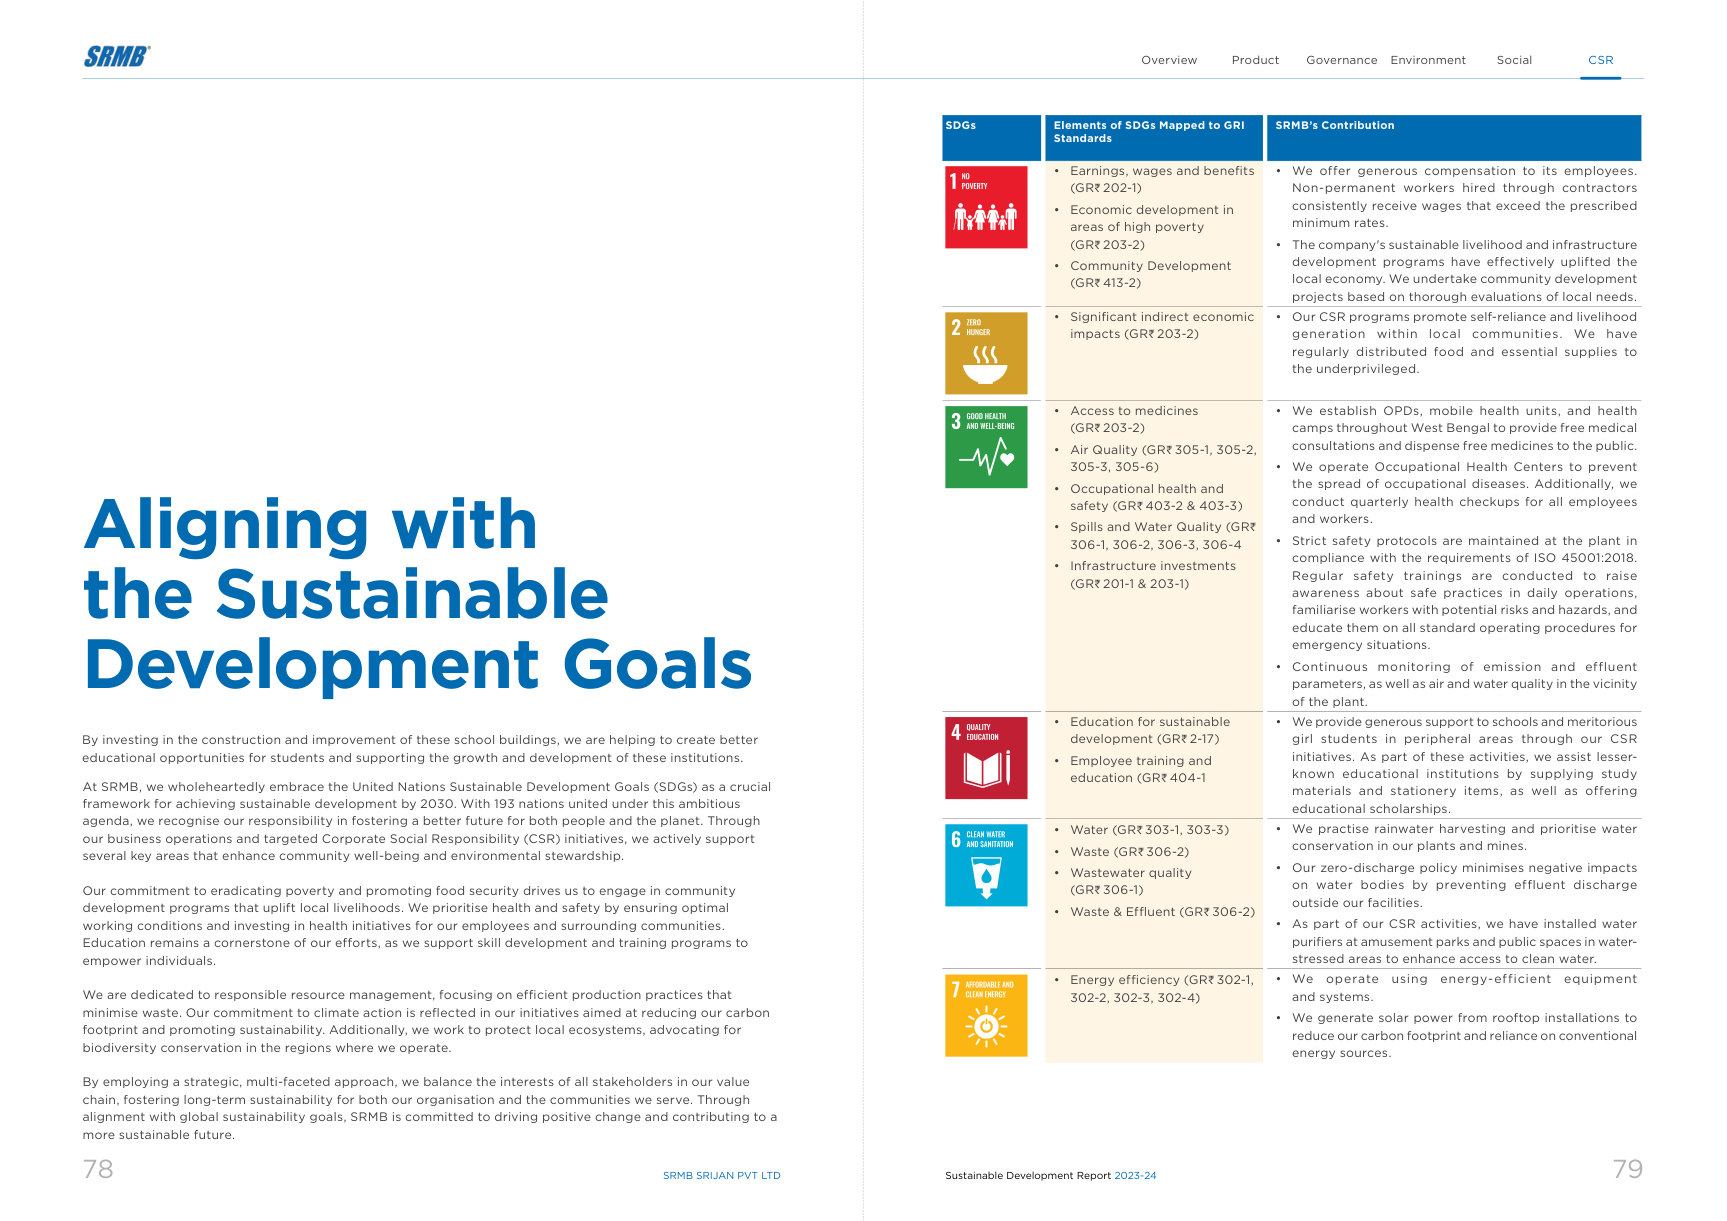 SRMB
Overview Product Governance Environment Social CSR
Aligning with
the Sustainable
Development Goals
By investing in the construction and improvement of these school buildings, we are helping to create better
educational opportunities for students and supporting the growth and development of these institutions.
At SRMB, we wholeheartedly embrace the United Nations Sustainable Development Goals (SDGs) as a crucial
framework for achieving sustainable development by 2030. With 193 nations united under this ambitious
agenda, we recognise our responsibility in fostering a better future for both people and the planet. Through
our business operations and targeted Corporate Social Responsibility (CSR) initiatives, we actively support
several key areas that enhance community well-being and environmental stewardship.
Our commitment to eradicating poverty and promoting food security drives us to engage in community
development programs that uplift local livelihoods. We prioritise health and safety by ensuring optimal
working conditions and investing in health initiatives for our employees and surrounding communities.
Education remains a cornerstone of our efforts, as we support skill development and training programs to
empower individuals.
We are dedicated to responsible resource management, focusing on efficient production practices that
minimise waste. Our commitment to climate action is reflected in our initiatives aimed at reducing our carbon
footprint and promoting sustainability. Additionally, we work to protect local ecosystems, advocating for
biodiversity conservation in the regions where we operate.
By employing a strategic, multi-faceted approach, we balance the interests of all stakeholders in our value
chain, fostering long-term sustainability for both our organisation and the communities we serve. Through
alignment with global sustainability goals, SRMB is committed to driving positive change and contributing to a
more sustainable future.
78
SRMB SRIJAN PVT LTD
SDGs
Elements of SDGs Mapped to GRI
Standards
SRMB's Contribution
1 NO
POVERTY
• Earnings, wages and benefits
(GR₹ 202-1)
• Economic development in
areas of high poverty
(GR₹ 203-2)
• Community Development
(GR₹ 413-2)
• We offer generous compensation to its employees.
Non-permanent workers hired through contractors
consistently receive wages that exceed the prescribed
minimum rates.
• The company's sustainable livelihood and infrastructure
development programs have effectively uplifted the
local economy. We undertake community development
projects based on thorough evaluations of local needs.
2 ZERO
HUNGER
• Significant indirect economic
impacts (GR₹ 203-2)
• Our CSR programs promote self-reliance and livelihood
generation within local communities. We have
regularly distributed food and essential supplies to
the underprivileged.
3 GOOD HEALTH
AND WELL-BEING
• Access to medicines
(GR₹ 203-2)
• Air Quality (GR₹ 305-1, 305-2,
305-3, 305-6)
• Occupational health and
safety (GR₹ 403-2 & 403-3)
• Spills and Water Quality (GR₹
306-1, 306-2, 306-3, 306-4
• Infrastructure investments
(GR₹ 201-1 & 203-1)
• We establish OPDs, mobile health units, and health
camps throughout West Bengal to provide free medical
consultations and dispense free medicines to the public.
• We operate Occupational Health Centers to prevent
the spread of occupational diseases. Additionally, we
conduct quarterly health checkups for all employees
and workers.
• Strict safety protocols are maintained at the plant in
compliance with the requirements of ISO 45001:2018.
Regular safety trainings are conducted to raise
awareness about safe practices in daily operations,
familiarise workers with potential risks and hazards, and
educate them on all standard operating procedures for
emergency situations.
• Continuous monitoring of emission and effluent
parameters, as well as air and water quality in the vicinity
of the plant.
4 QUALITY
EDUCATION
• Education for sustainable
development (GR₹ 2-17)
• Employee training and
education (GR₹ 404-1
• We provide generous support to schools and meritorious
girl students in peripheral areas through our CSR
initiatives. As part of these activities, we assist lesser-
known educational institutions by supplying study
materials and stationery items, as well as offering
educational scholarships.
6 CLEAN WATER
AND SANITATION
• Water (GR₹ 303-1, 303-3)
• Waste (GR₹ 306-2)
• Wastewater quality
(GR₹ 306-1)
• Waste & Effluent (GR₹ 306-2)
• We practise rainwater harvesting and prioritise water
conservation in our plants and mines.
• Our zero-discharge policy minimises negative impacts
on water bodies by preventing effluent discharge
outside our facilities.
• As part of our CSR activities, we have installed water
purifiers at amusement parks and public spaces in water-
stressed areas to enhance access to clean water.
7 AFFORDABLE AND
CLEAN ENERGY
• Energy efficiency (GR₹ 302-1,
302-2, 302-3, 302-4)
• We operate using energy-efficient equipment
and systems.
• We generate solar power from rooftop installations to
reduce our carbon footprint and reliance on conventional
energy sources.
Sustainable Development Report 2023-24
79